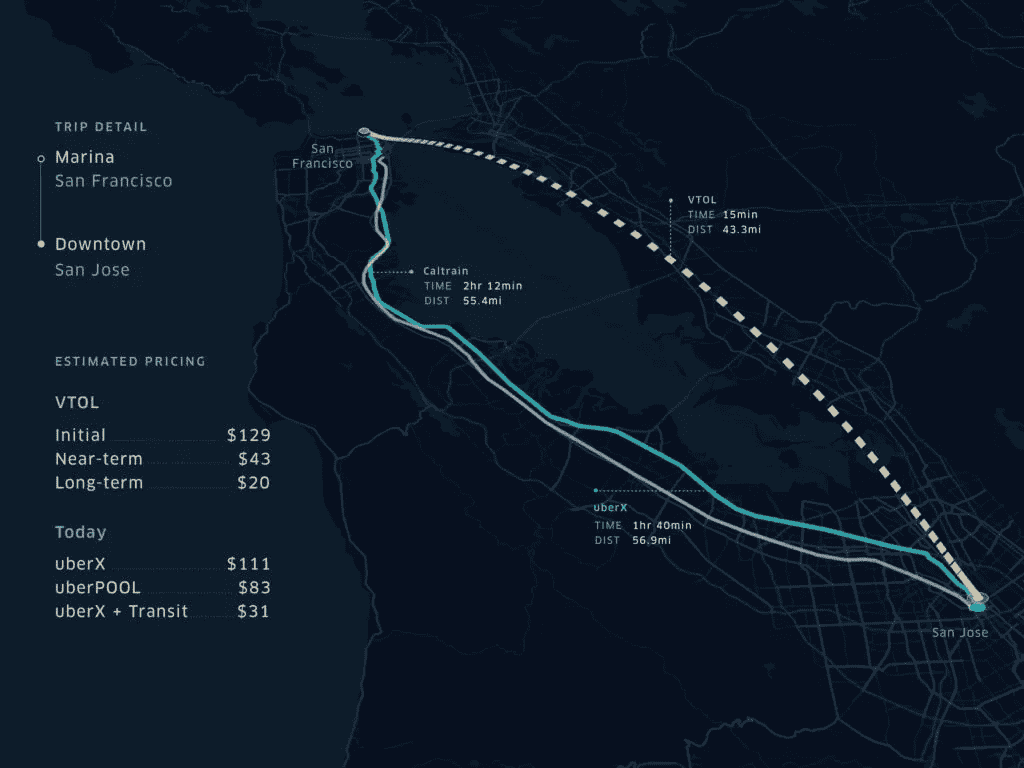 TRIP DETAIL
Marina
San Francisco
Downtown
San Jose
ESTIMATED PRICING
VTOL
Initial $129
Near-term $43
Long-term $20
Today
uberX $111
uberPOOL $83
uberX + Transit $31
San
Francisco
VTOL
TIME 15min
DIST 43.3mi
Caltrain
TIME 2hr 12min
DIST 55.4mi
uberX
TIME 1hr 40min
DIST 56.9mi
San Jose